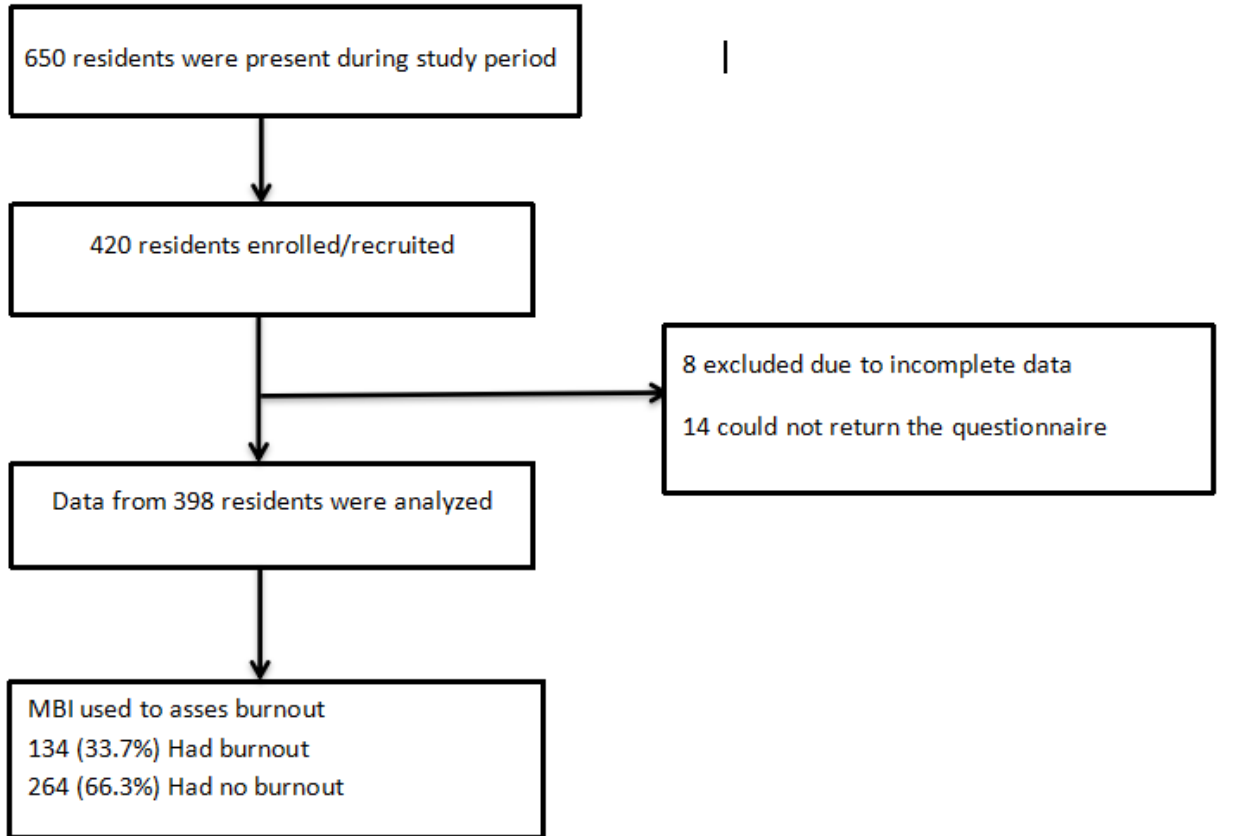 650 residents were present during study period
420 residents enrolled/recruited
8 excluded due to incomplete data
14 could not return the questionnaire
Data from 398 residents were analyzed
MBI used to asses burnout
134 (33.7%) Had burnout
264 (66.3%) Had no burnout